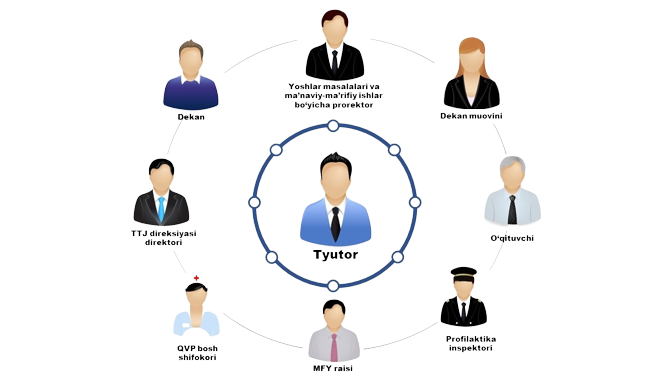 Yoshlar masalalari va
ma'naviy-ma'rifiy ishlar
bo'yicha prorektor
Dekan
Dekan muovini
TTJ direksiyasi
direktori
Tyutor
O'qituvchi
QVP bosh
shifokori
MFY raisi
Profilaktika
inspektori